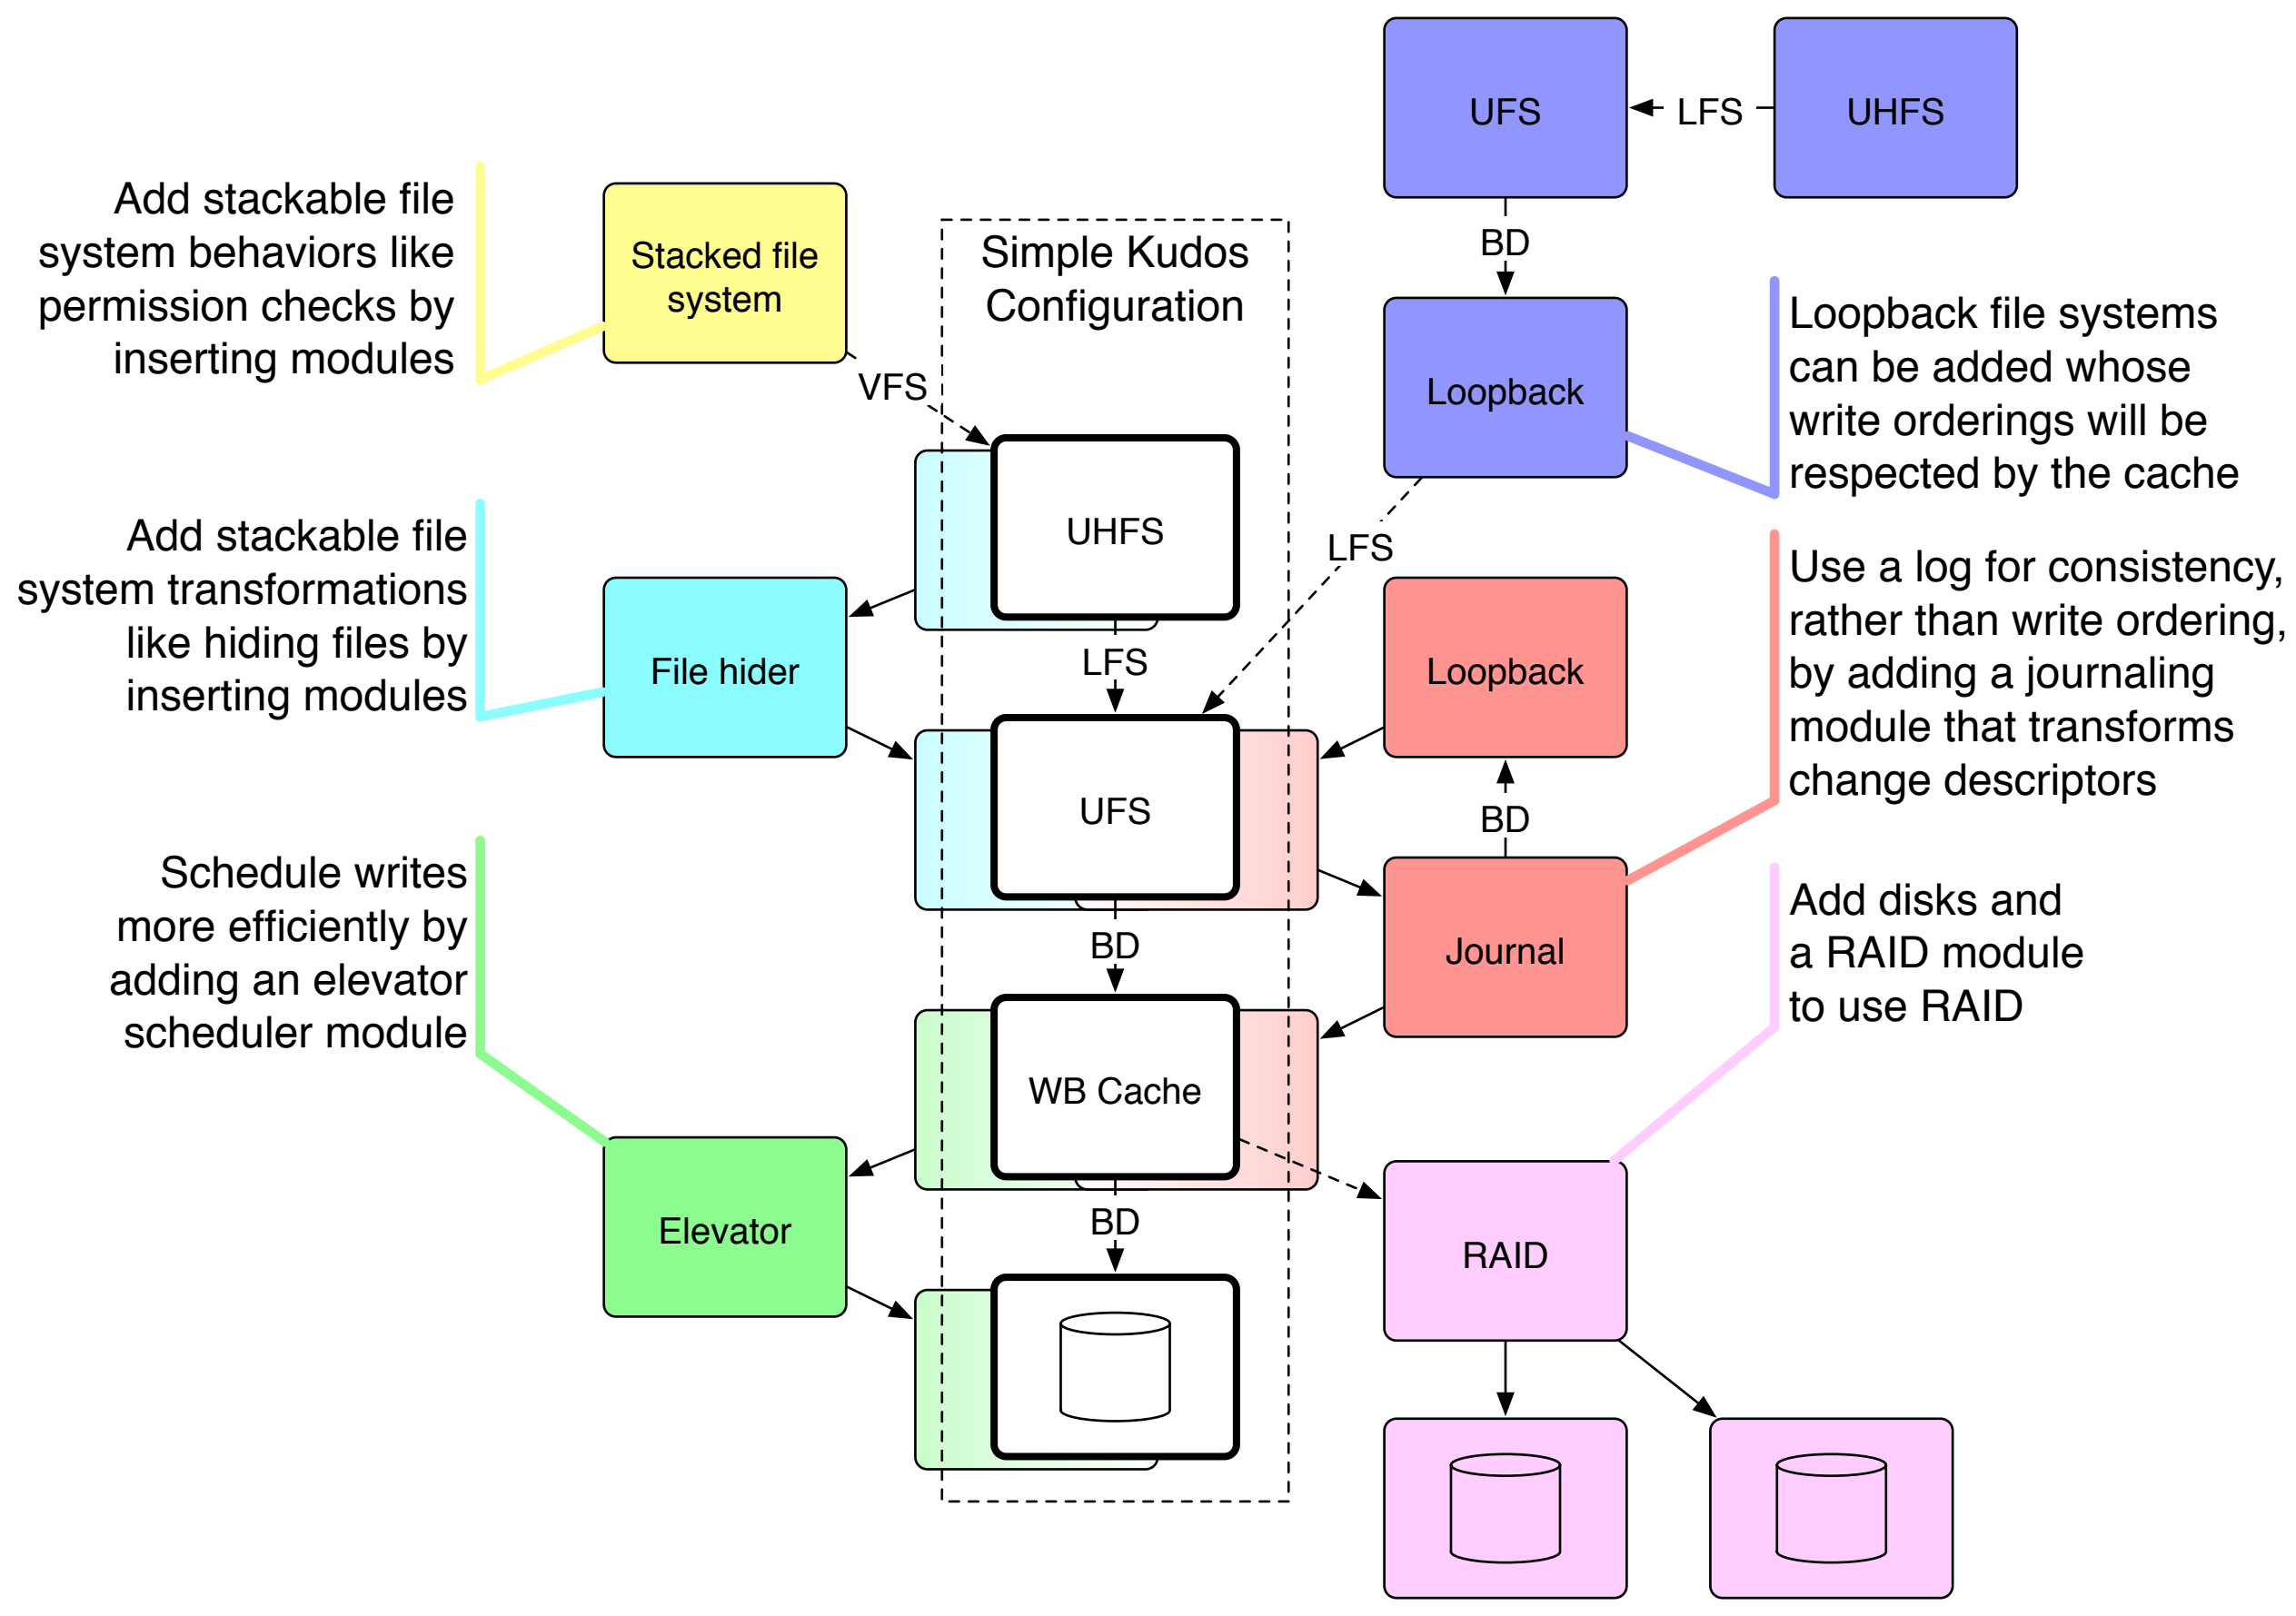 UFS
LFS
UHFS
BD
Add stackable file
system behaviors like
permission checks by
inserting modules
Stacked file
system
Simple Kudos
Configuration
VFS
Loopback
Loopback file systems
can be added whose
write orderings will be
respected by the cache
Add stackable file
system transformations
like hiding files by
inserting modules
File hider
UHFS
LFS
LFS
Loopback
Use a log for consistency,
rather than write ordering,
by adding a journaling
module that transforms
change descriptors
UFS
BD
BD
Journal
Schedule writes
more efficiently by
adding an elevator
scheduler module
Add disks and
a RAID module
to use RAID
WB Cache
Elevator
BD
RAID